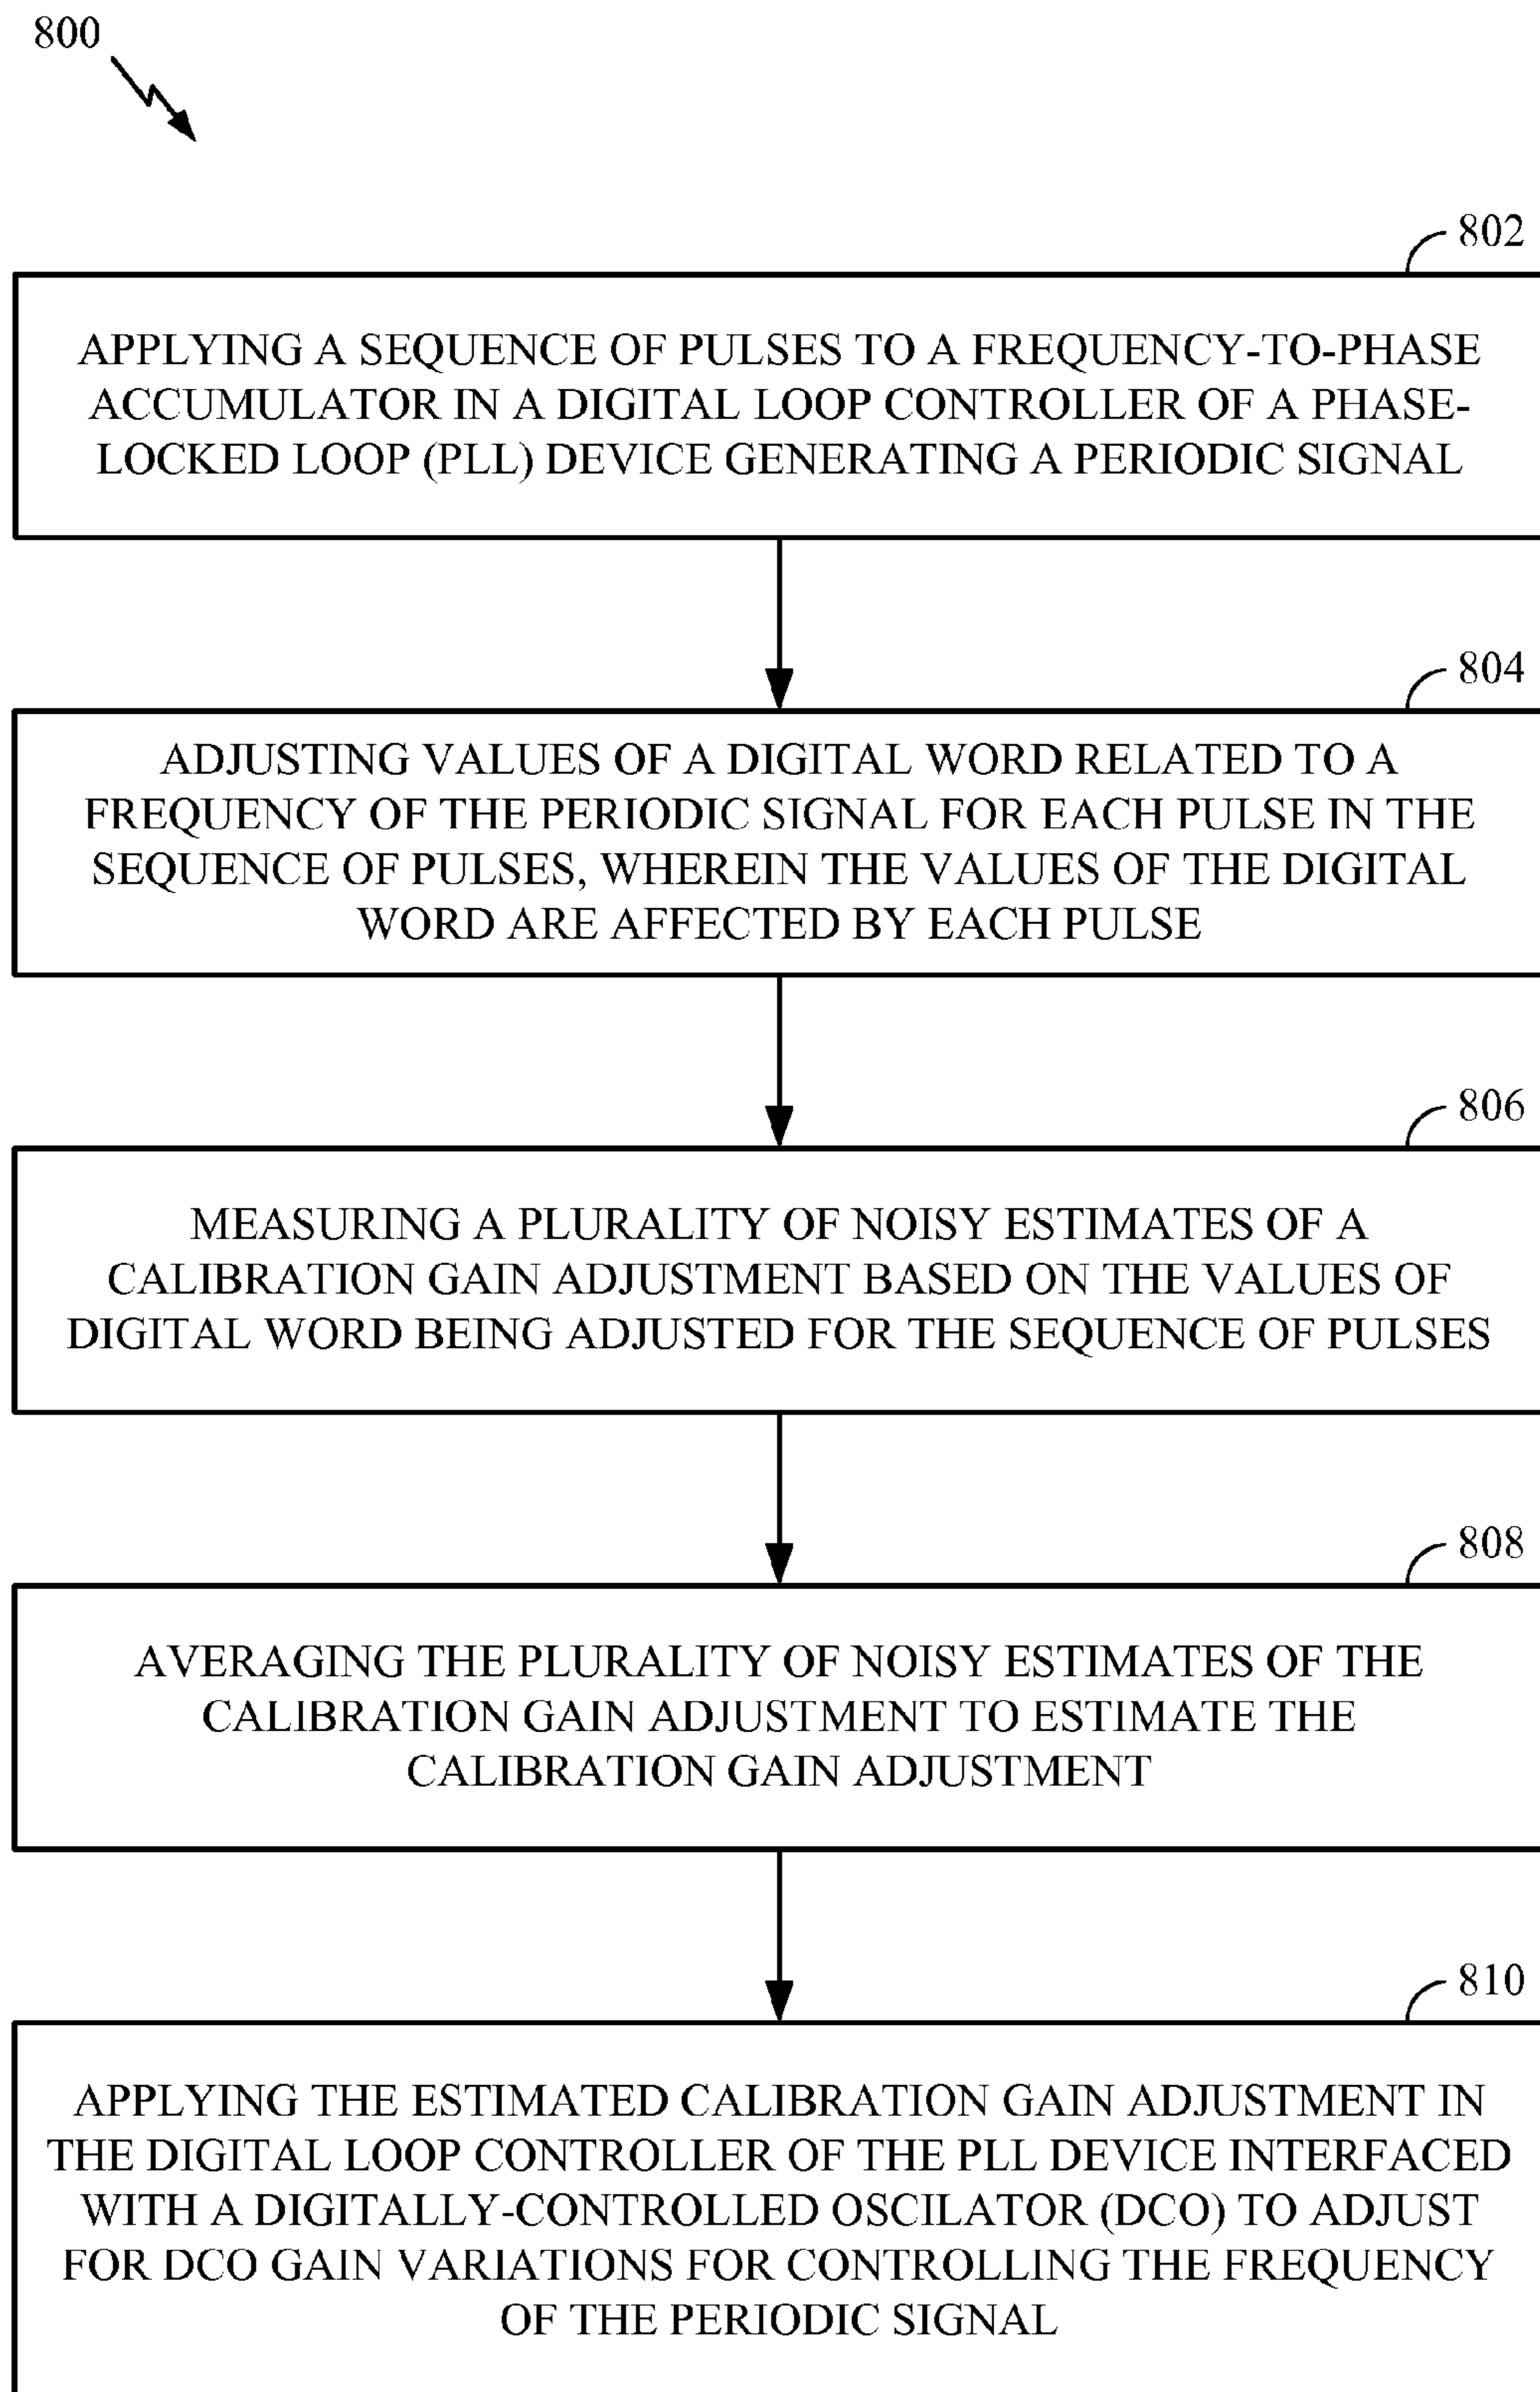 800
802
APPLYING A SEQUENCE OF PULSES TO A FREQUENCY-TO-PHASE
ACCUMULATOR IN A DIGITAL LOOP CONTROLLER OF A PHASE-
LOCKED LOOP (PLL) DEVICE GENERATING A PERIODIC SIGNAL
804
ADJUSTING VALUES OF A DIGITAL WORD RELATED TO A
FREQUENCY OF THE PERIODIC SIGNAL FOR EACH PULSE IN THE
SEQUENCE OF PULSES, WHEREIN THE VALUES OF THE DIGITAL
WORD ARE AFFECTED BY EACH PULSE
806
MEASURING A PLURALITY OF NOISY ESTIMATES OF A
CALIBRATION GAIN ADJUSTMENT BASED ON THE VALUES OF
DIGITAL WORD BEING ADJUSTED FOR THE SEQUENCE OF PULSES
808
AVERAGING THE PLURALITY OF NOISY ESTIMATES OF THE
CALIBRATION GAIN ADJUSTMENT TO ESTIMATE THE
CALIBRATION GAIN ADJUSTMENT
810
APPLYING THE ESTIMATED CALIBRATION GAIN ADJUSTMENT IN
THE DIGITAL LOOP CONTROLLER OF THE PLL DEVICE INTERFACED
WITH A DIGITALLY-CONTROLLED OSCILATOR (DCO) TO ADJUST
FOR DCO GAIN VARIATIONS FOR CONTROLLING THE FREQUENCY
OF THE PERIODIC SIGNAL